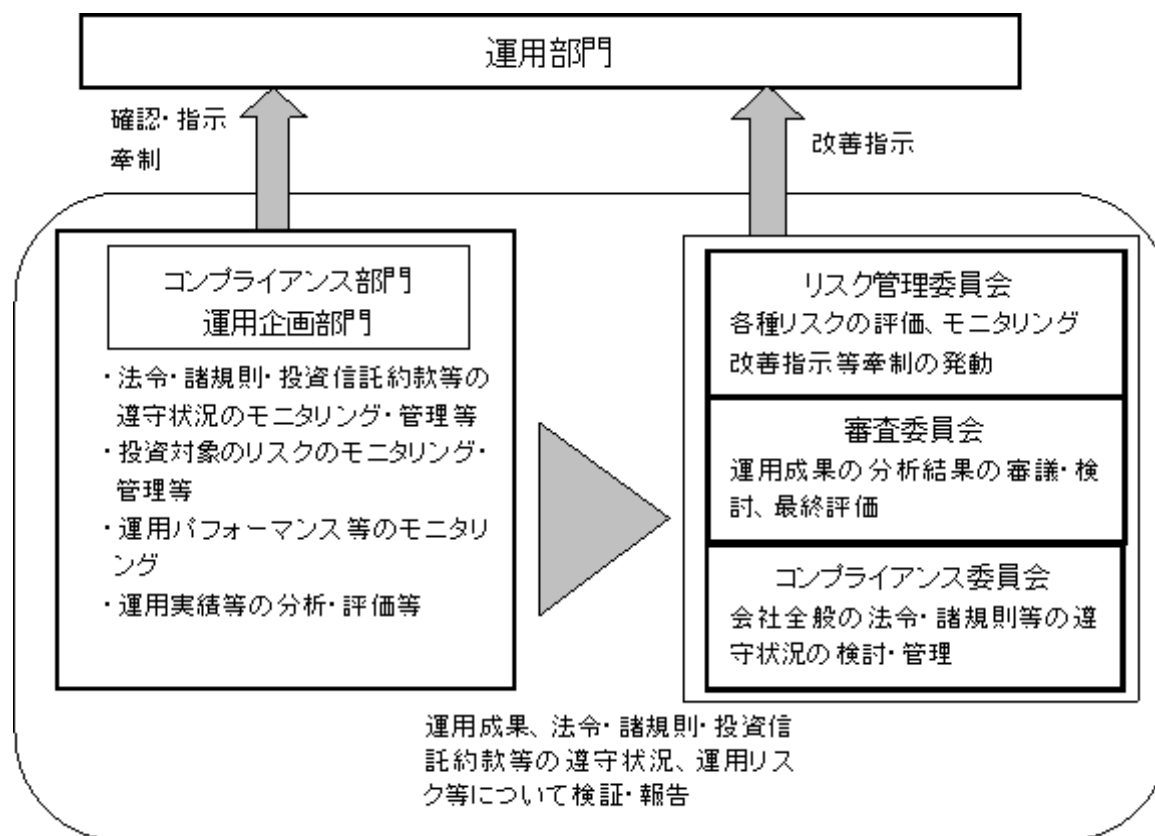 運用部門
確認・指示
牽制
改善指示
コンプライアンス部門
運用企画部門
・法令・諸規則・投資信託約款等の
遵守状況のモニタリング・管理等
・投資対象のリスクのモニタリング・
管理等
・運用パフォーマンス等のモニタリ
ング
・運用実績等の分析・評価等
リスク管理委員会
各種リスクの評価、モニタリング
改善指示等牽制の発動
審査委員会
運用成果の分析結果の審議・検
討、最終評価
コンプライアンス委員会
会社全般の法令・諸規則等の遵
守状況の検討・管理
運用成果、法令・諸規則・投資信
託約款等の遵守状況、運用リス
ク等について検証・報告